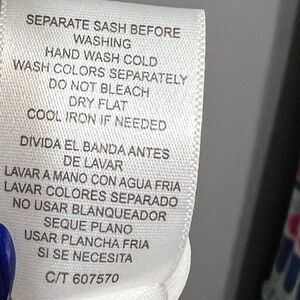 SEPARATE SASH BEFORE
WASHING
HAND WASH COLD
WASH COLORS SEPARATELY
DO NOT BLEACH
DRY FLAT
COOL IRON IF NEEDED
DIVIDA EL BANDA ANTES
DE LAVAR
LAVAR A MANO CON AGUA FRIA
LAVAR COLORES SEPARADO
NO USAR BLANQUEADOR
SEQUE PLANO
USAR PLANCHA FRIA
SI SE NECESITA
C/T 607570